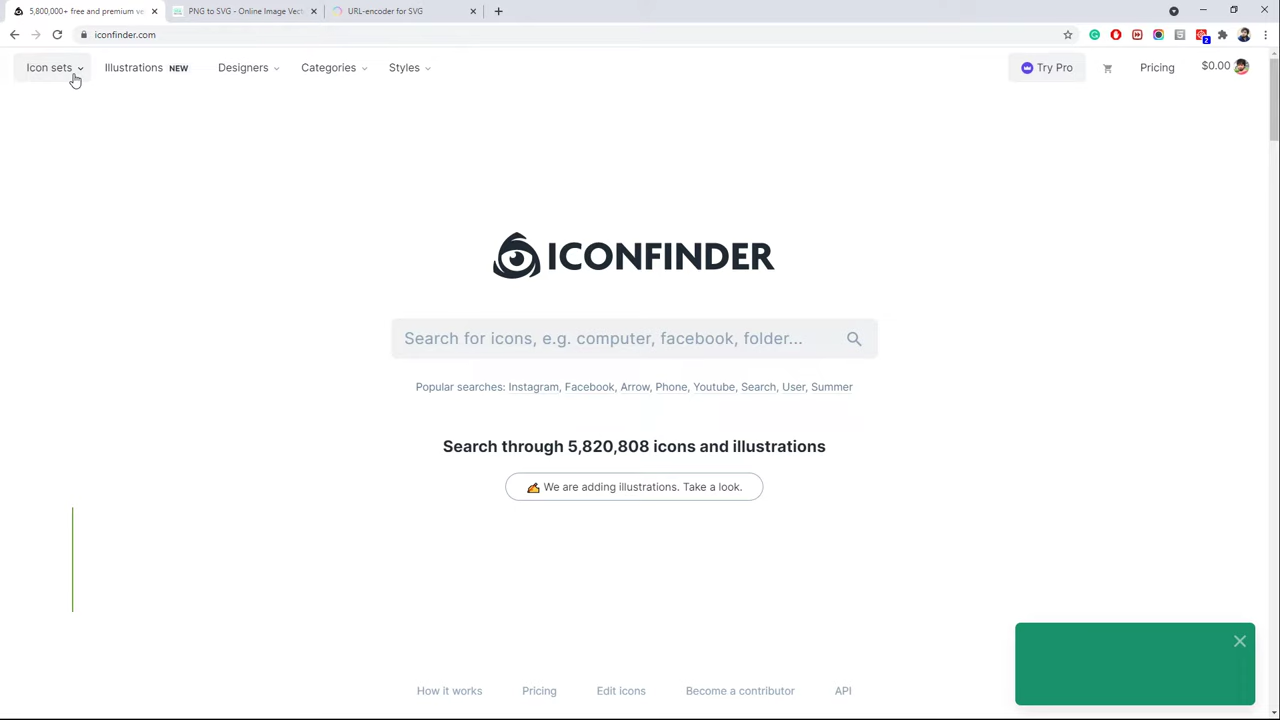 5,800,000+ free and premium ve
PNG to SVG - Online Image Vect
URL-encoder for SVG
iconfinder.com
2
Icon sets
Illustrations NEW
Designers
Categories
Styles
Try Pro
Pricing
$0.00
ICONFINDER
Search for icons, e.g. computer, facebook, folder...
Popular searches: Instagram, Facebook, Arrow, Phone, Youtube, Search, User, Summer
Search through 5,820,808 icons and illustrations
We are adding illustrations. Take a look.
How it works
Pricing
Edit icons
Become a contributor
API